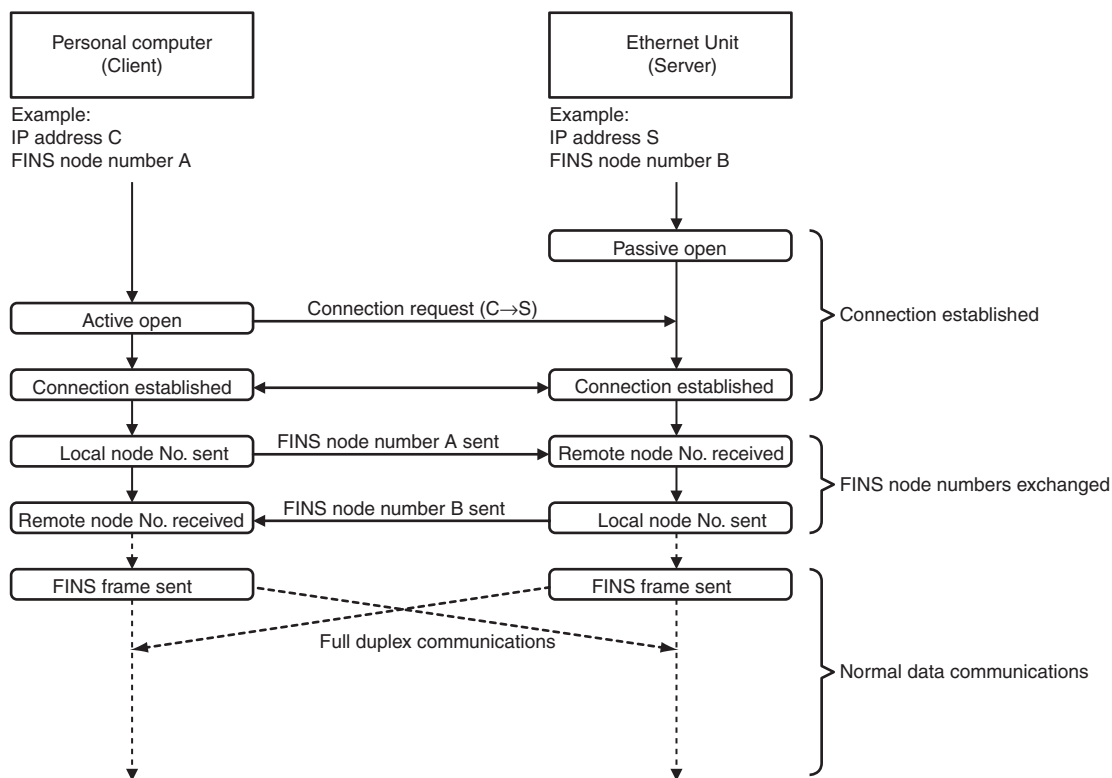 Personal computer
(Client)
Ethernet Unit
(Server)
Example:
IP address C
FINS node number A
Example:
IP address S
FINS node number B
Passive open
Active open
Connection request (C→S)
Connection established
Connection established
Connection established
Local node No. sent
FINS node number A sent
Remote node No. received
FINS node numbers exchanged
Remote node No. received
FINS node number B sent
Local node No. sent
FINS frame sent
FINS frame sent
Full duplex communications
Normal data communications